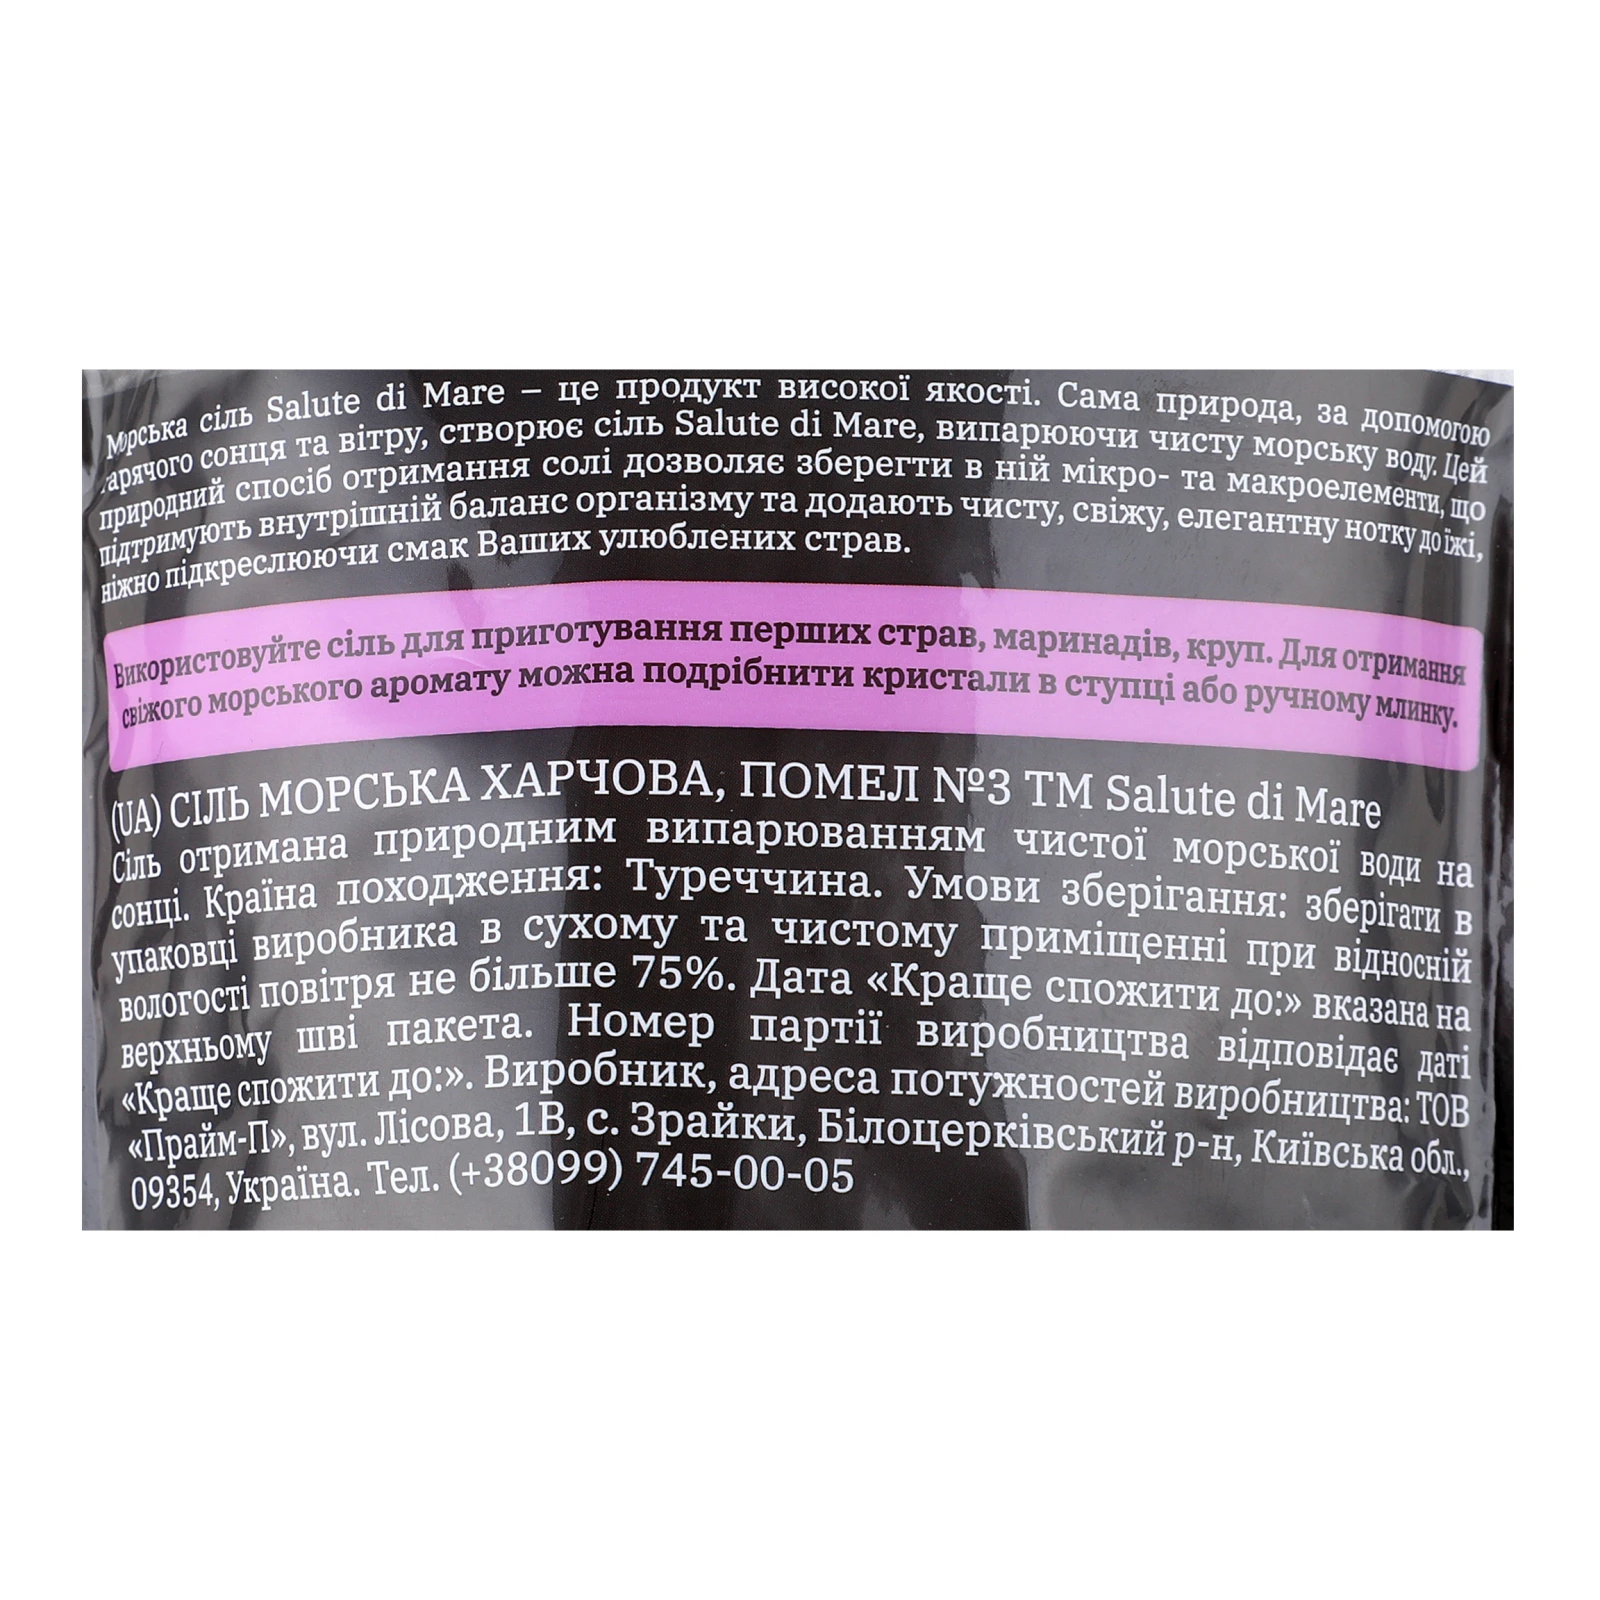 Морська сіль Salute di Mare – це продукт високої якості. Сама природа, за допомогою
гарячого сонця та вітру, створює сіль Salute di Mare, випарюючи чисту морську воду. Цей
природний спосіб отримання солі дозволяє зберегти в ній мікро- та макроелементи, що
підтримують внутрішній баланс організму та додають чисту, свіжу, елегантну нотку до їжі,
ніжно підкреслюючи смак Ваших улюблених страв.
Використовуйте сіль для приготування перших страв, маринадів, круп. Для отримання
свіжого морського аромату можна подрібнити кристали в ступці або ручному млинку.
(UA) СІЛЬ МОРСЬКА ХАРЧОВА, ПОМЕЛ №3 ТМ Salute di Mare
Сіль отримана природним випарюванням чистої морської води на
сонці. Країна походження: Туреччина. Умови зберігання: зберігати в
упаковці виробника в сухому та чистому приміщенні при відносній
вологості повітря не більше 75%. Дата «Краще спожити до:» вказана на
верхньому шві пакета. Номер партії виробництва відповідає даті
«Краще спожити до:». Виробник, адреса потужностей виробництва: ТОВ
«Прайм-П», вул. Лісова, 1В, с. Зрайки, Білоцерківський р-н, Київська обл.,
09354, Україна. Тел. (+38099) 745-00-05